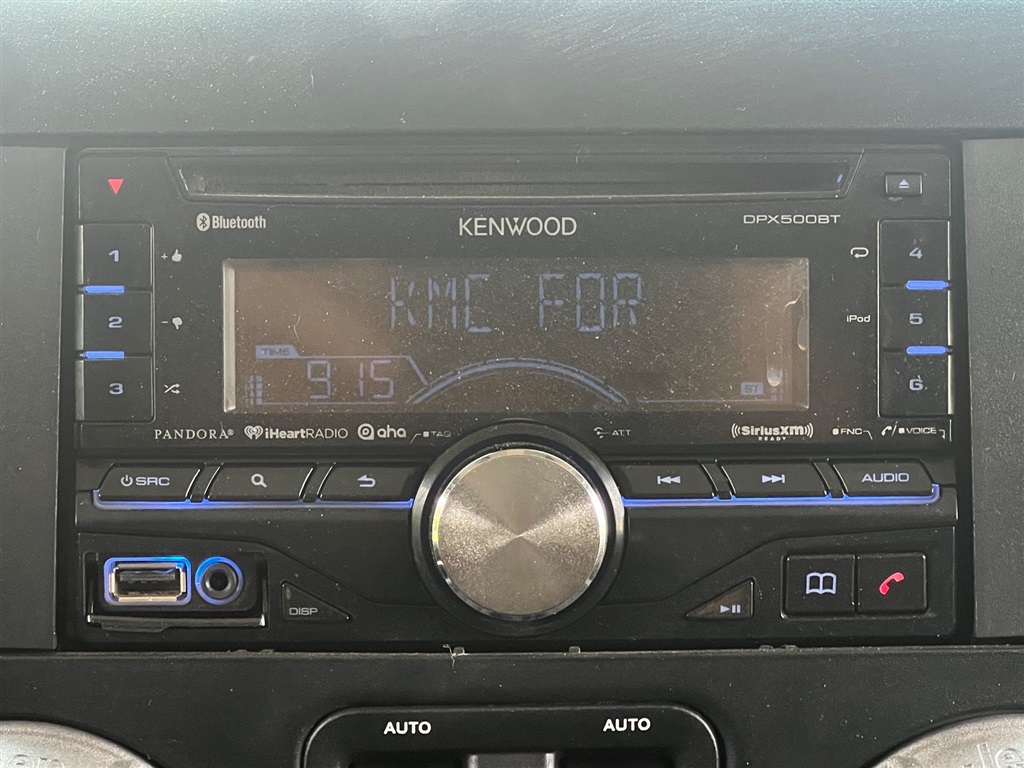 Bluetooth
KENWOOD
DPX500BT
1
+
4
KMC FOR
2
-
iPod
5
TIME
9:15
ST
3
6
PANDORA®
iHeartRADIO
aha
TAG
ATT
((SiriusXM))
READY
FNC
VOICE
SRC
AUDIO
DISP
AUTO
AUTO